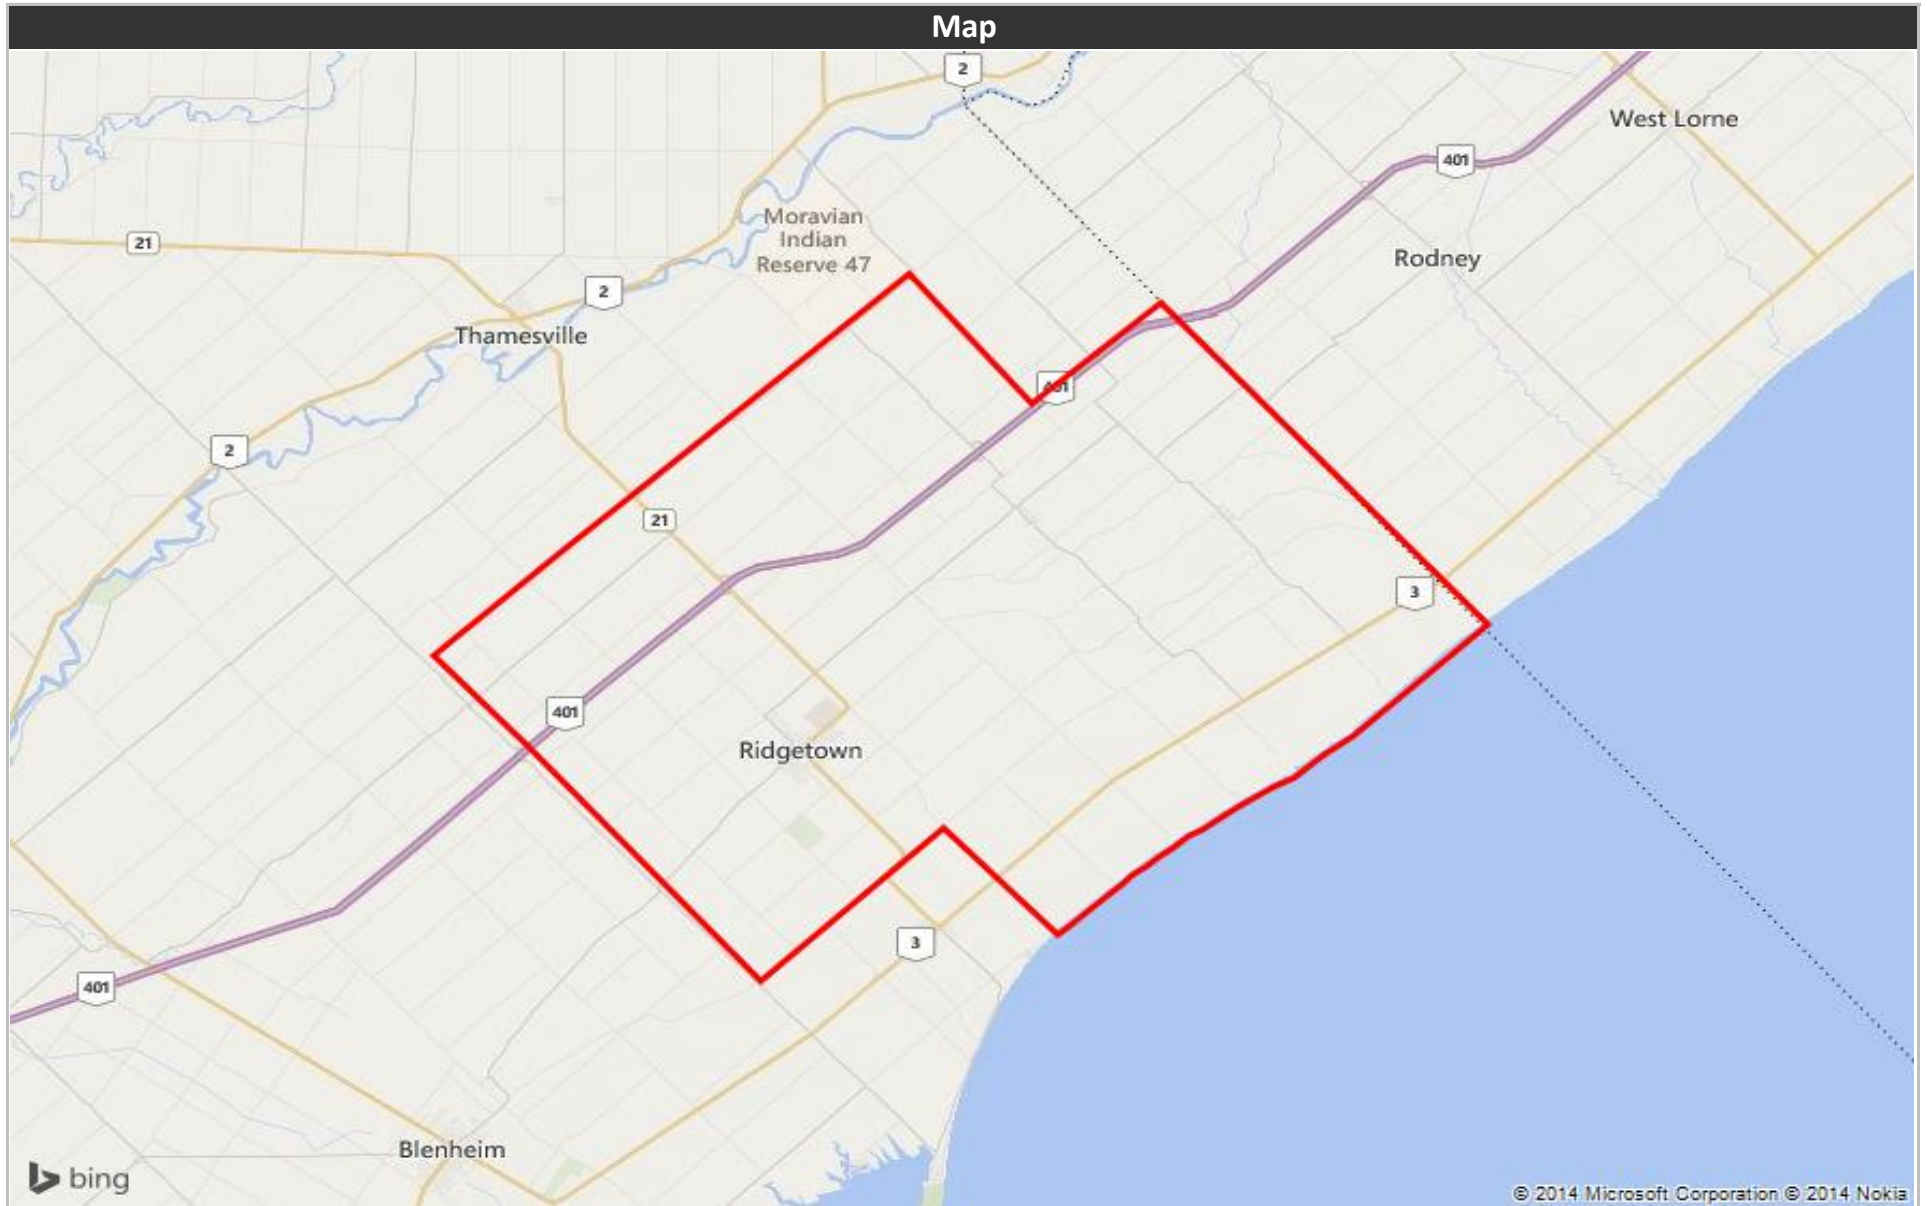 Map
2
West Lorne
401
Moravian
Indian
Reserve 47
21
Rodney
2
Thamesville
401
2
21
3
401
Ridgetown
3
401
Blenheim
bing
© 2014 Microsoft Corporation © 2014 Nokia